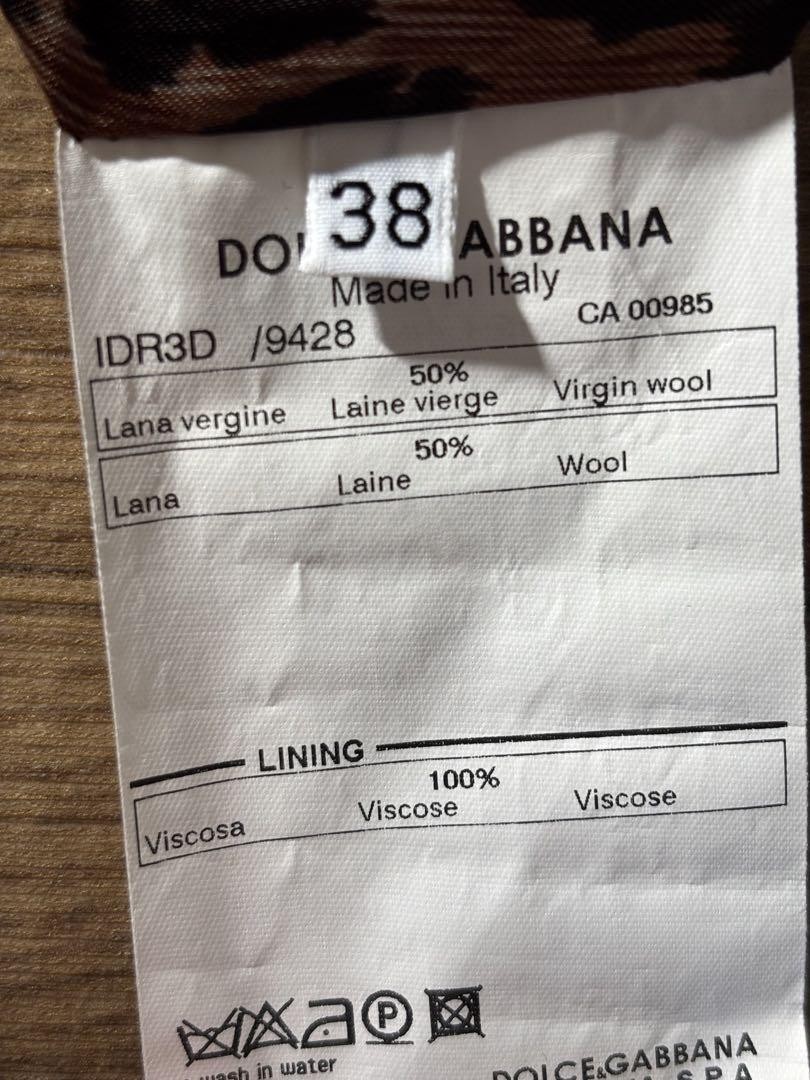 38
ABBANA
Made in Italy
IDR3D /9428 CA 00985
50%
Lana vergine Laine vierge Virgin wool
50%
Lana Laine Wool
LINING
100%
Viscosa Viscose Viscose
P
wash in water
DOLCE&GABBANA
S.P.A